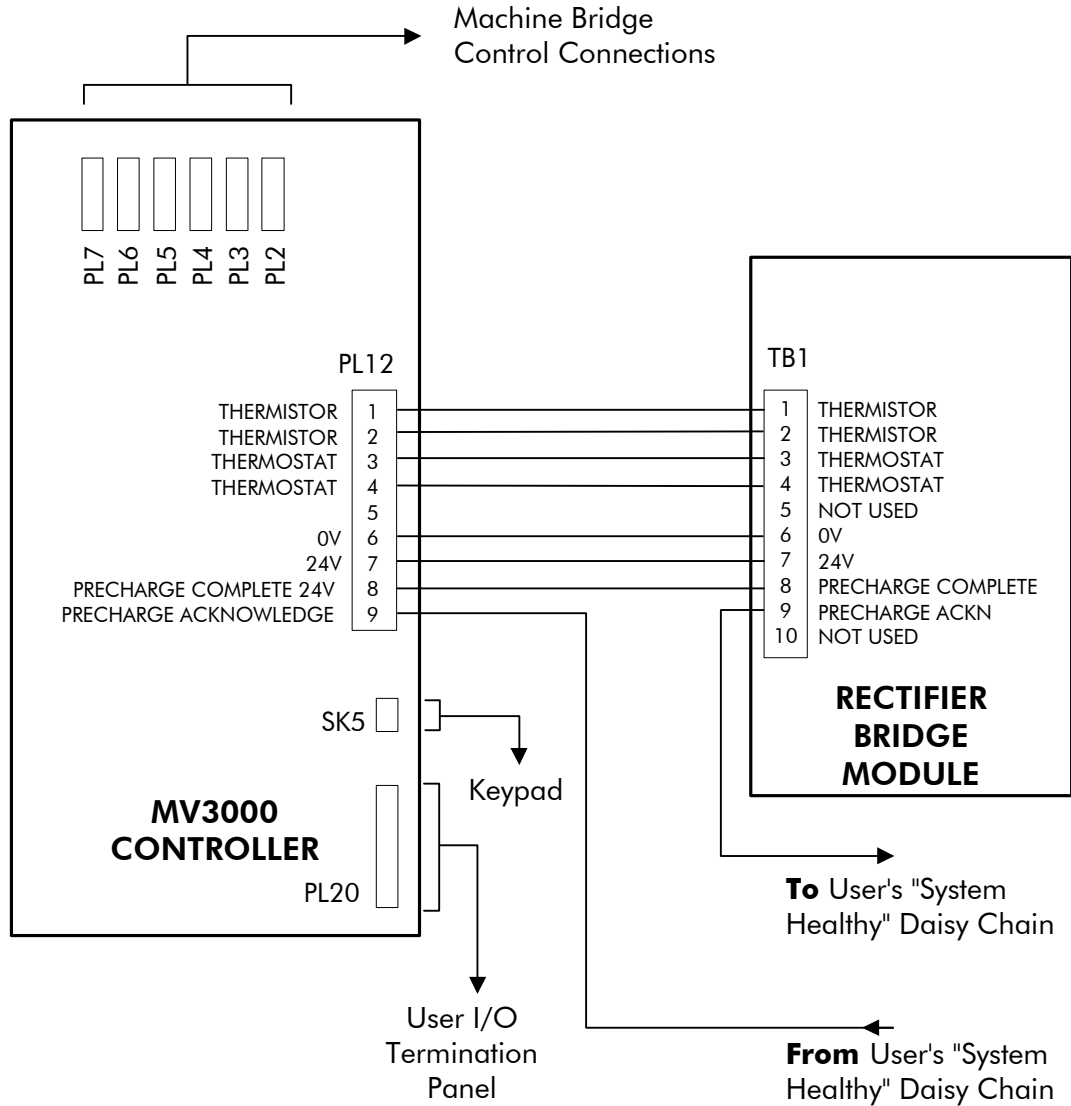 Machine Bridge
Control Connections
PL7
PL6
PL5
PL4
PL3
PL2
PL12
THERMISTOR 1
THERMISTOR 2
THERMOSTAT 3
THERMOSTAT 4
5
0V 6
24V 7
PRECHARGE COMPLETE 24V 8
PRECHARGE ACKNOWLEDGE 9
TB1
1 THERMISTOR
2 THERMISTOR
3 THERMOSTAT
4 THERMOSTAT
5 NOT USED
6 0V
7 24V
8 PRECHARGE COMPLETE
9 PRECHARGE ACKN
10 NOT USED
RECTIFIER
BRIDGE
MODULE
SK5
Keypad
MV3000
CONTROLLER
PL20
To User's "System
Healthy" Daisy Chain
User I/O
Termination
Panel
From User's "System
Healthy" Daisy Chain